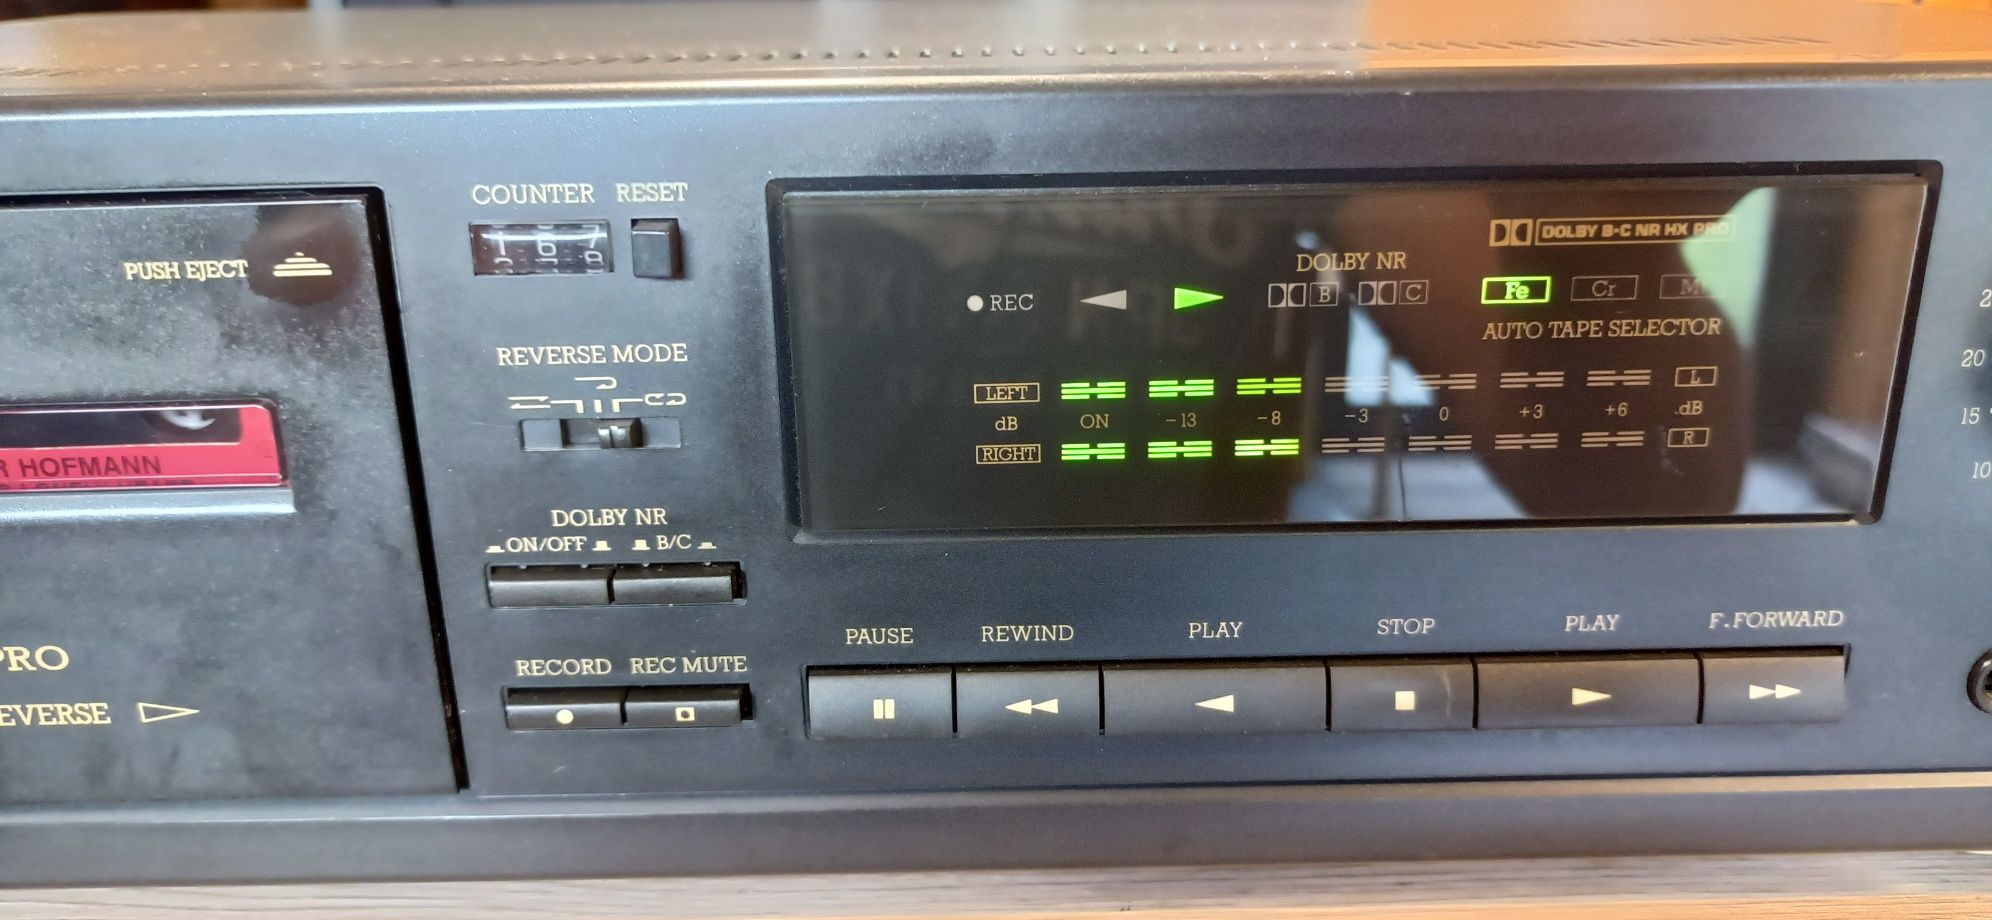 COUNTER RESET
PUSH EJECT
REVERSE MODE
R HOFMANN
DOLBY NR
ON/OFF B/C
PRO
EVERSE
RECORD REC MUTE
DOLBY B-C NR HX PRO
DOLBY NR
REC
B C
Fe Cr
AUTO TAPE SELECTOR
LEFT L
dB ON -13 -8 -3 0 +3 +6 dB
RIGHT R
PAUSE REWIND PLAY STOP PLAY F.FORWARD
2
20
15
10